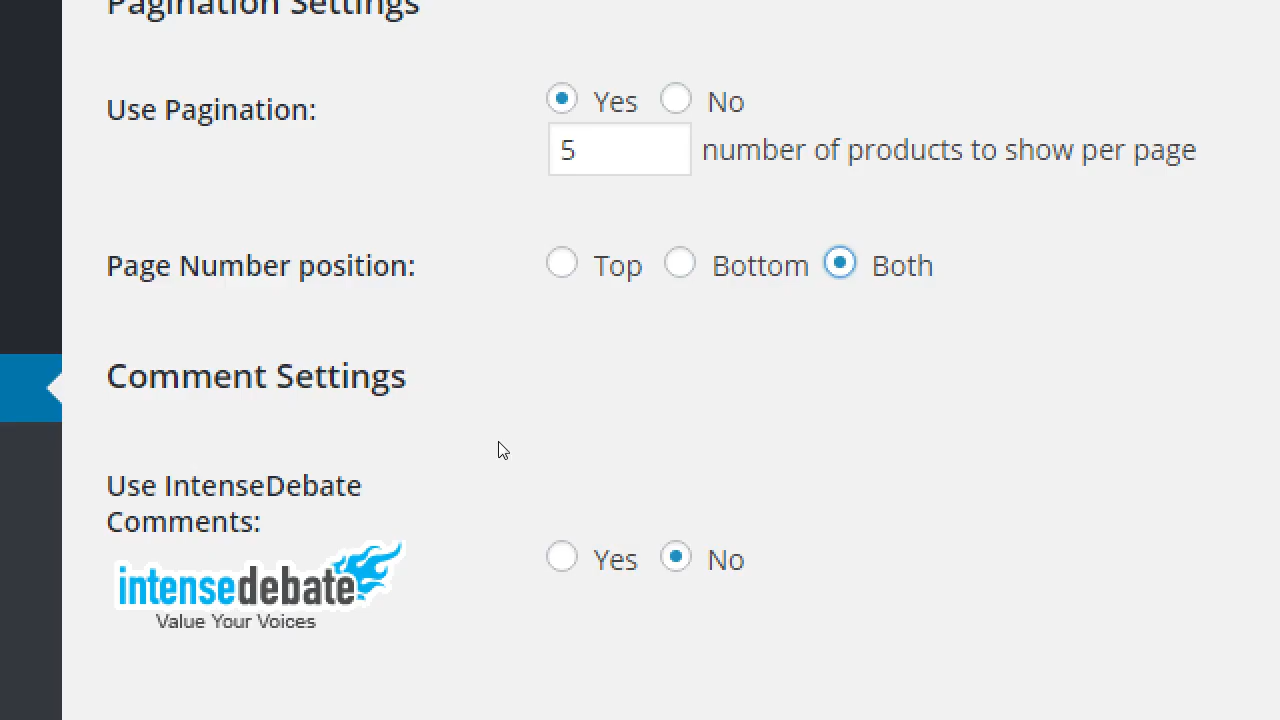 Pagination Settings
Use Pagination:
Yes No
5 number of products to show per page
Page Number position:
Top Bottom Both
Comment Settings
Use IntenseDebate
Comments:
Yes No
intensedebate
Value Your Voices